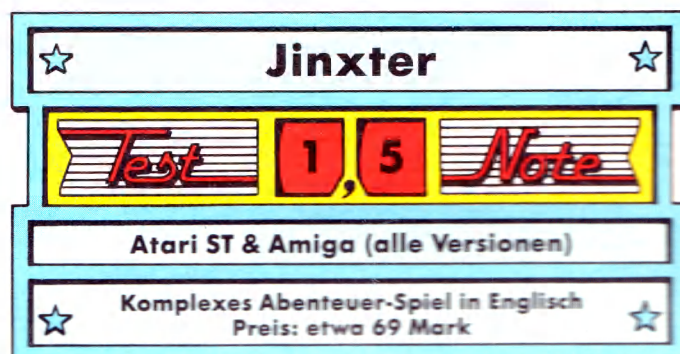 Jinxter
Test 1,5 Note
Atari ST & Amiga (alle Versionen)
Komplexes Abenteuer-Spiel in Englisch
Preis: etwa 69 Mark